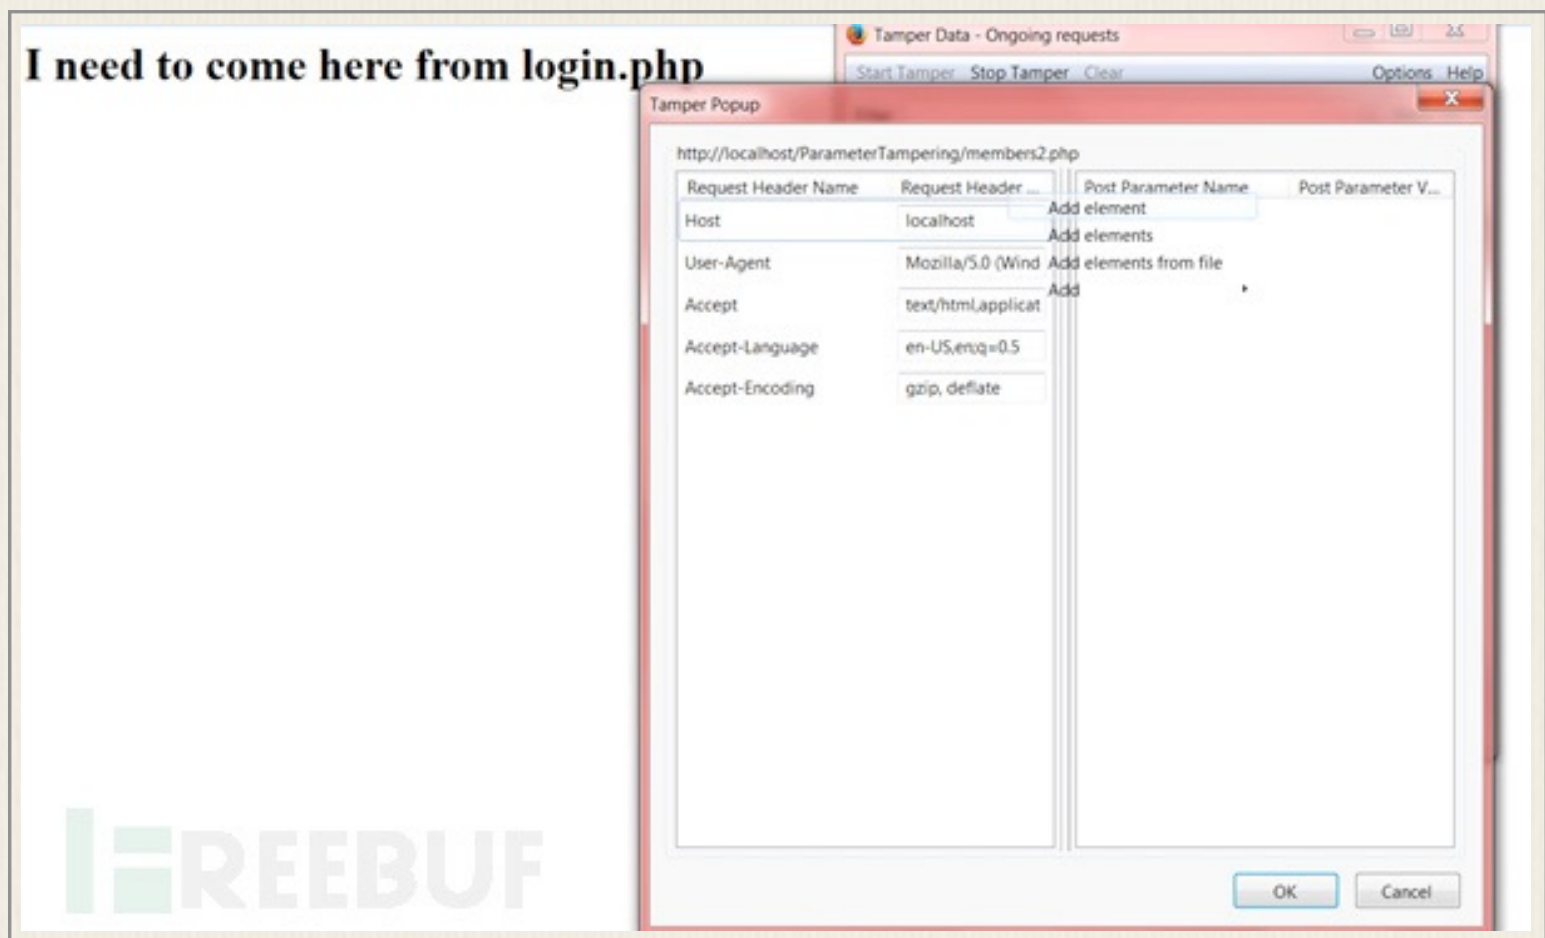 I need to come here from login.php
Tamper Data - Ongoing requests
Start Tamper Stop Tamper Clear Options Help
Tamper Popup
http://localhost/ParameterTampering/members2.php
Request Header Name Request Header ... Post Parameter Name Post Parameter V...
Host localhost
Add element
Add elements
User-Agent Mozilla/5.0 (Wind
Add elements from file
Add
Accept text/html,applicat
Accept-Language en-US,en;q=0.5
Accept-Encoding gzip, deflate
REEBUF
OK Cancel